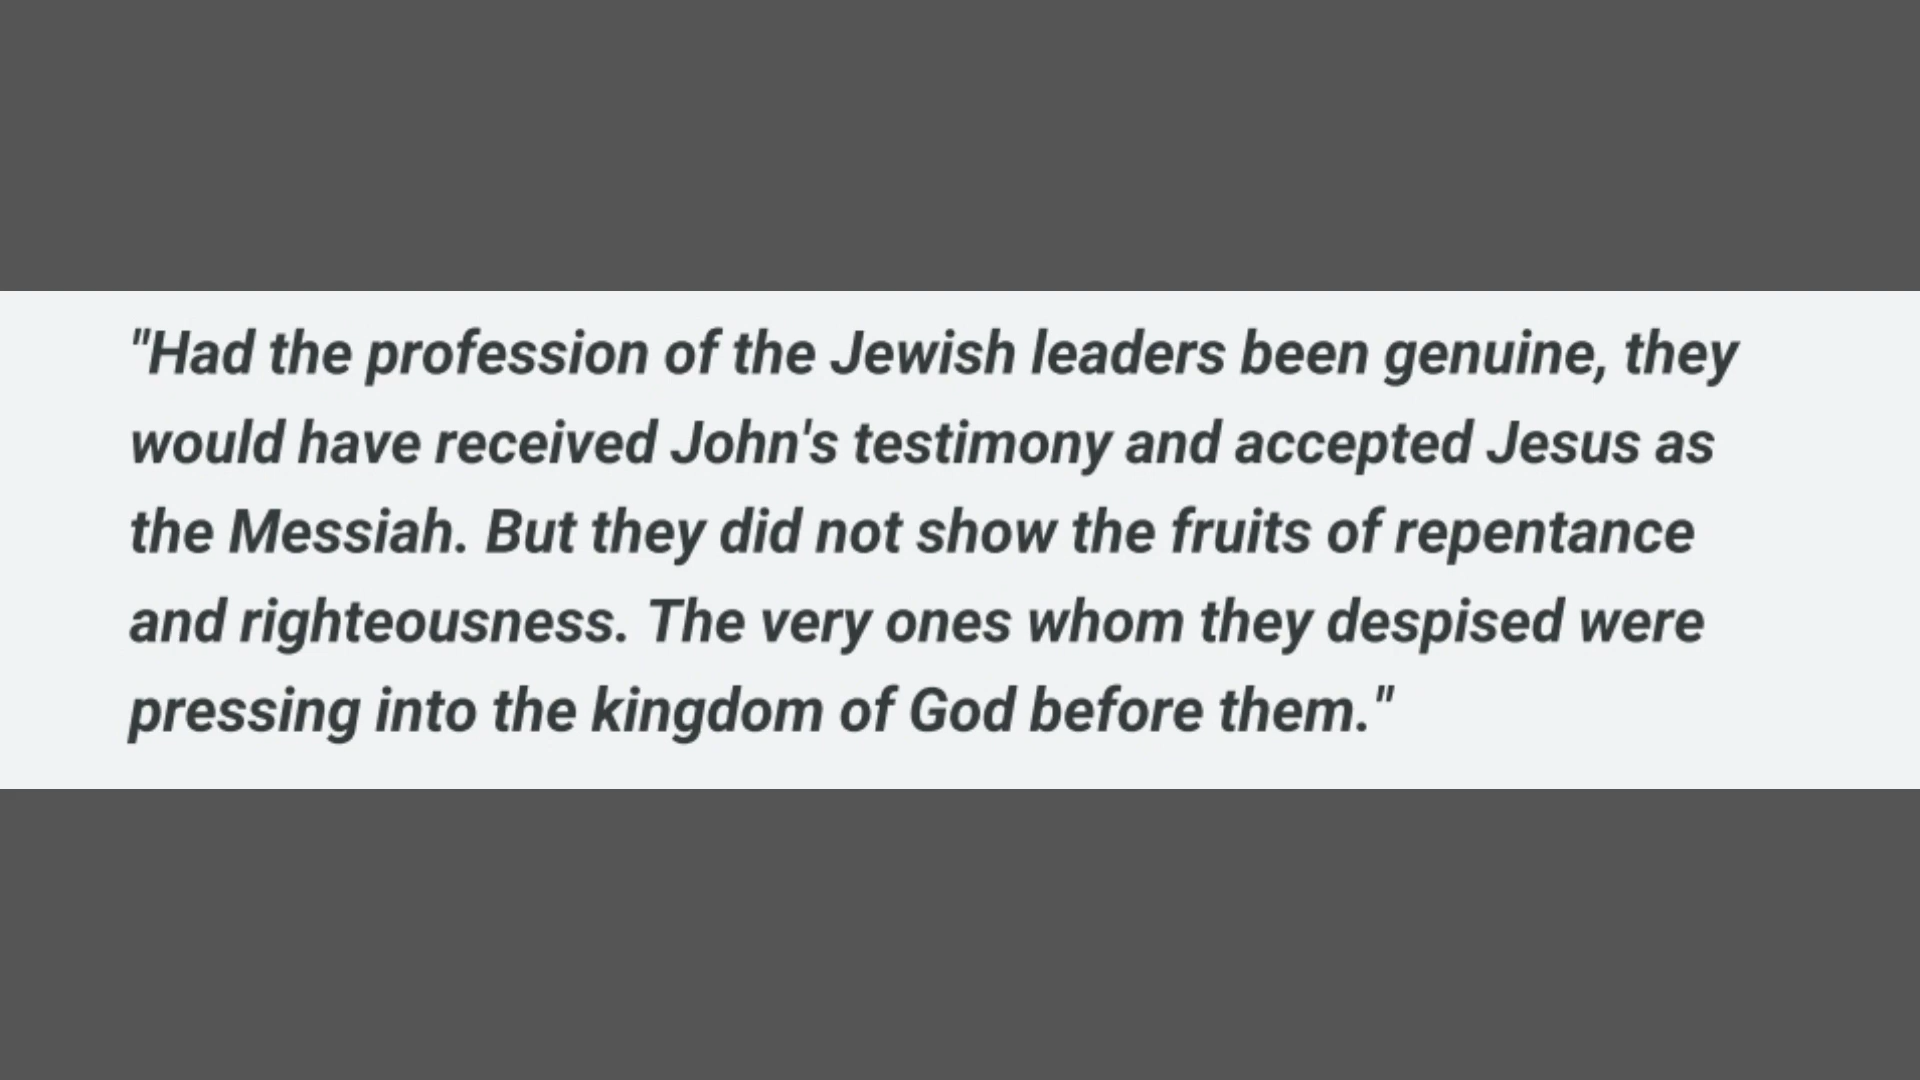 "Had the profession of the Jewish leaders been genuine, they
would have received John's testimony and accepted Jesus as
the Messiah. But they did not show the fruits of repentance
and righteousness. The very ones whom they despised were
pressing into the kingdom of God before them."